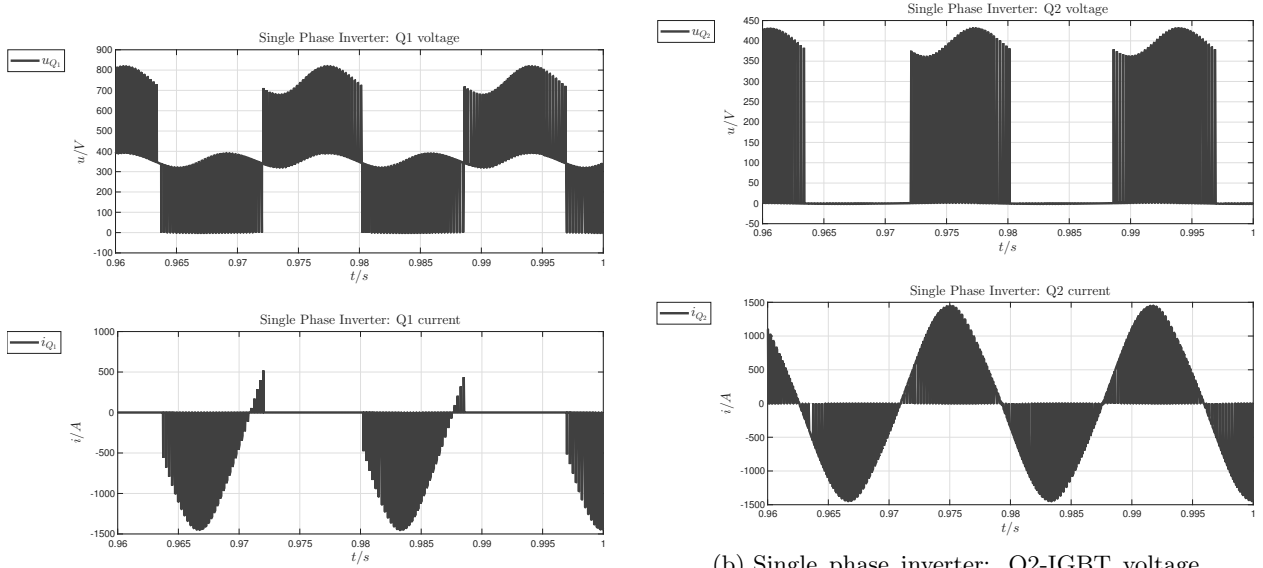 Single Phase Inverter: Q1 voltage
u_{Q_1}
900
800
700
600
500
400
300
200
100
0
-100
u/V
0.96 0.965 0.97 0.975 0.98 0.985 0.99 0.995 1
t/s
Single Phase Inverter: Q1 current
i_{Q_1}
1000
500
0
-500
-1000
-1500
i/A
0.96 0.965 0.97 0.975 0.98 0.985 0.99 0.995 1
t/s
Single Phase Inverter: Q2 voltage
u_{Q_2}
450
400
350
300
250
200
150
100
50
0
-50
u/V
0.96 0.965 0.97 0.975 0.98 0.985 0.99 0.995 1
t/s
Single Phase Inverter: Q2 current
i_{Q_2}
1500
1000
500
0
-500
-1000
-1500
i/A
0.96 0.965 0.97 0.975 0.98 0.985 0.99 0.995 1
t/s
(b) Single phase inverter: Q2-IGBT voltage